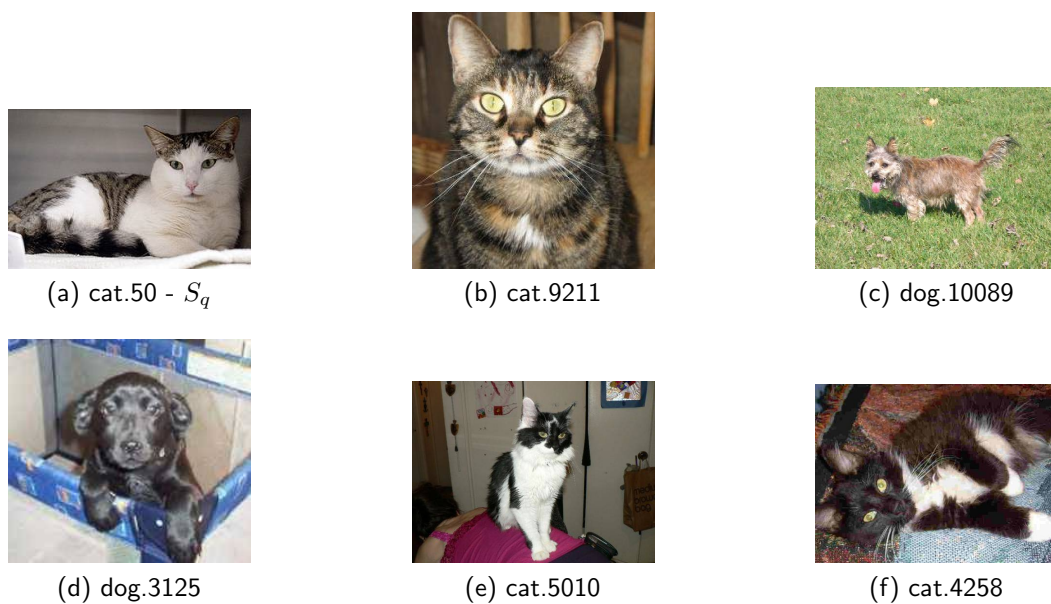 (a) cat.50 - $S_q$
(b) cat.9211
(c) dog.10089
(d) dog.3125
(e) cat.5010
(f) cat.4258